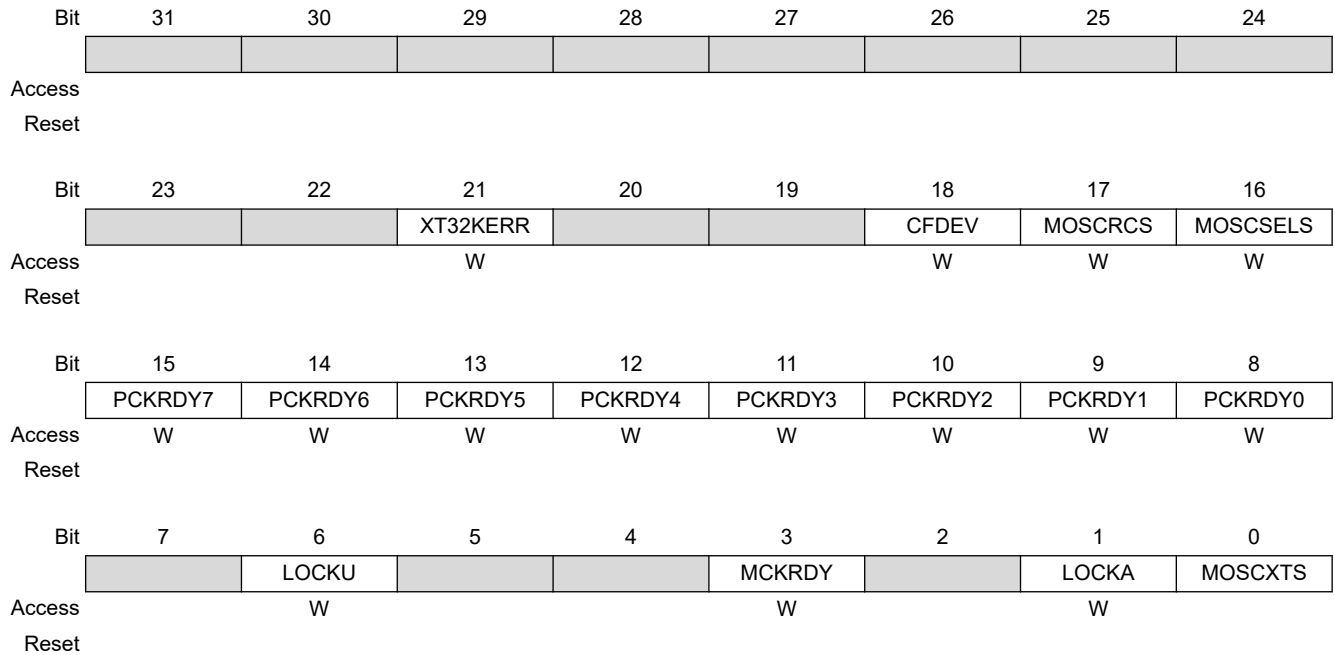 Bit 31 30 29 28 27 26 25 24
Access
Reset
Bit 23 22 21 20 19 18 17 16
XT32KERR CFDEV MOSCRCS MOSCSELS
Access W W W W
Reset
Bit 15 14 13 12 11 10 9 8
PCKRDY7 PCKRDY6 PCKRDY5 PCKRDY4 PCKRDY3 PCKRDY2 PCKRDY1 PCKRDY0
Access W W W W W W W W
Reset
Bit 7 6 5 4 3 2 1 0
LOCKU MCKRDY LOCKA MOSCXTS
Access W W W
Reset